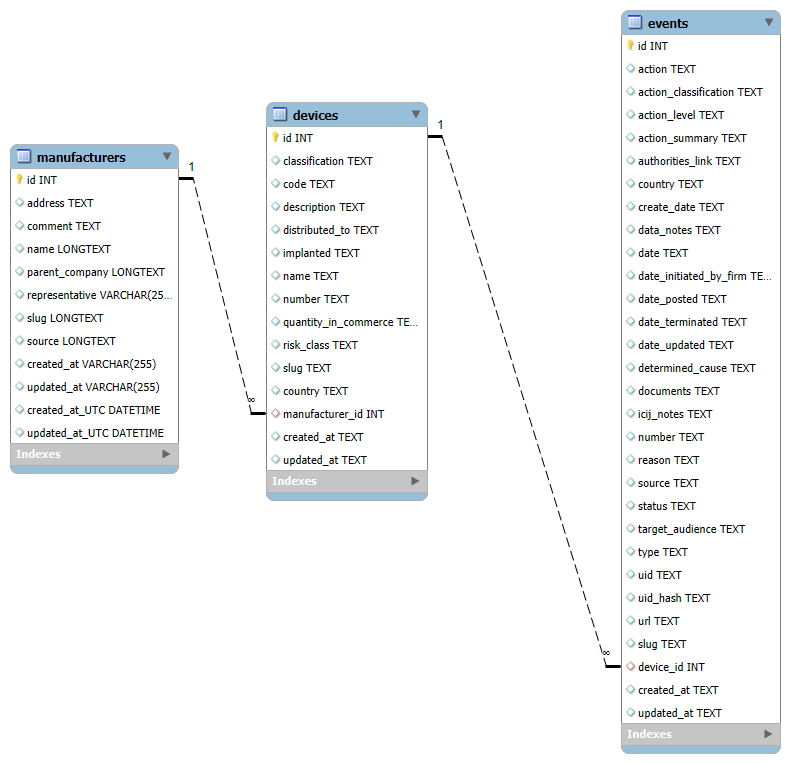 manufacturers
id INT
address TEXT
comment TEXT
name LONGTEXT
parent_company LONGTEXT
representative VARCHAR(25...
slug LONGTEXT
source LONGTEXT
created_at VARCHAR(255)
updated_at VARCHAR(255)
created_at_UTC DATETIME
updated_at_UTC DATETIME
Indexes
1
∞
devices
id INT
classification TEXT
code TEXT
description TEXT
distributed_to TEXT
implanted TEXT
name TEXT
number TEXT
quantity_in_commerce TE...
risk_class TEXT
slug TEXT
country TEXT
manufacturer_id INT
created_at TEXT
updated_at TEXT
Indexes
1
∞
events
id INT
action TEXT
action_classification TEXT
action_level TEXT
action_summary TEXT
authorities_link TEXT
country TEXT
create_date TEXT
data_notes TEXT
date TEXT
date_initiated_by_firm TE...
date_posted TEXT
date_terminated TEXT
date_updated TEXT
determined_cause TEXT
documents TEXT
icij_notes TEXT
number TEXT
reason TEXT
source TEXT
status TEXT
target_audience TEXT
type TEXT
uid TEXT
uid_hash TEXT
url TEXT
slug TEXT
device_id INT
created_at TEXT
updated_at TEXT
Indexes